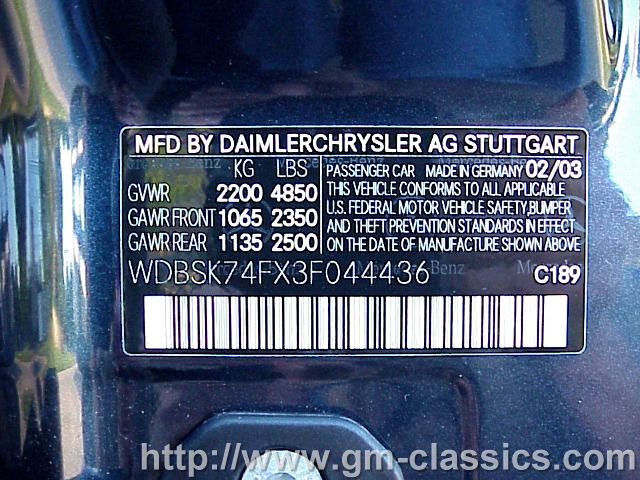 MFD BY DAIMLERCHRYSLER AG STUTTGART
KG LBS
GVWR 2200 4850
GAWR FRONT 1065 2350
GAWR REAR 1135 2500
PASSENGER CAR MADE IN GERMANY 02/03
THIS VEHICLE CONFORMS TO ALL APPLICABLE
U.S. FEDERAL MOTOR VEHICLE SAFETY, BUMPER
AND THEFT PREVENTION STANDARDS IN EFFECT
ON THE DATE OF MANUFACTURE SHOWN ABOVE
WDBSK74FX3F044436
C189
Mercedes-Benz
http://www.gm-classics.com